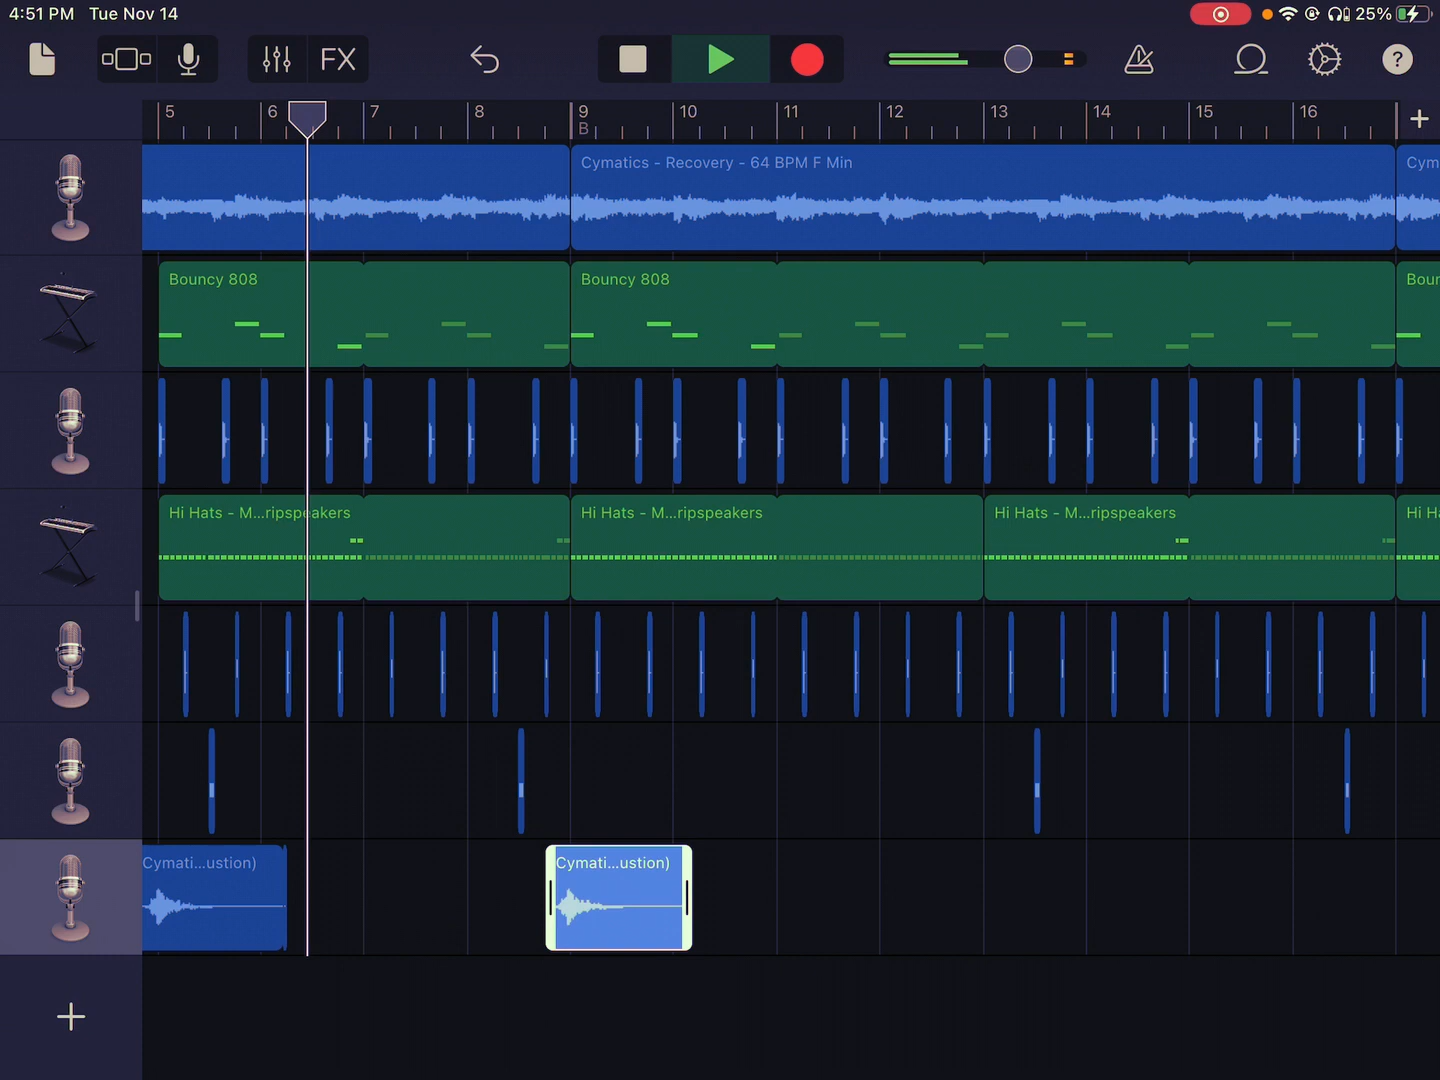 4:51 PM Tue Nov 14
25%
FX
?
5 6 7 8 9 10 11 12 13 14 15 16
B
Cymatics - Recovery - 64 BPM F Min
Cym
Bouncy 808
Bouncy 808
Boun
Hi Hats - M...ripspeakers
Hi Hats - M...ripspeakers
Hi Hats - M...ripspeakers
Hi Ha
Cymati...ustion)
Cymati...ustion)